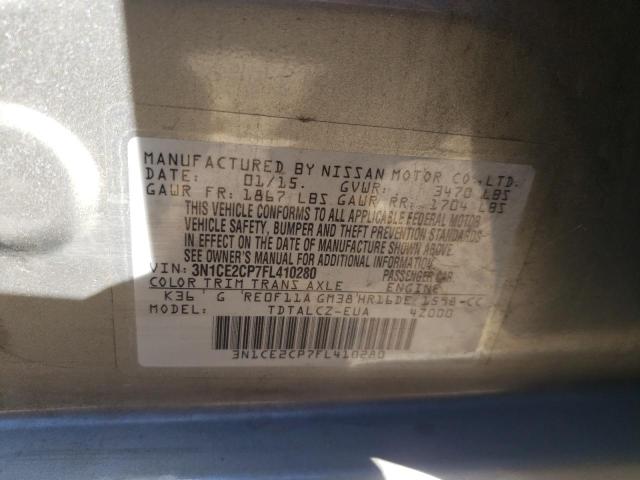 MANUFACTURED BY NISSAN MOTOR CO.,LTD.
DATE: 01/15. GVWR: 3470 LBS
GAWR FR: 1867 LBS GAWR RR: 1704 LBS
THIS VEHICLE CONFORMS TO ALL APPLICABLE FEDERAL MOTOR
VEHICLE SAFETY, BUMPER AND THEFT PREVENTION STANDARDS
IN EFFECT ON THE DATE OF MANUFACTURE SHOWN ABOVE.
SEE OWNER'S MANUAL FOR ADDITIONAL INFORMATION.
VIN: 3N1CE2CP7FL410280 PASSENGER CAR
COLOR TRIM TRANS AXLE ENGINE
K36 G RE0F11A GM38 HR16DE 1598-CC
MODEL: TDTALCZ-EUA 4Z000
3N1CE2CP7FL410280